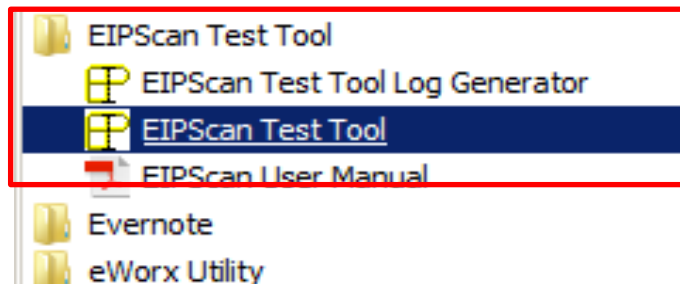 EIPScan Test Tool
EIPScan Test Tool Log Generator
EIPScan Test Tool
EIPScan User Manual
Evernote
eWorx Utility